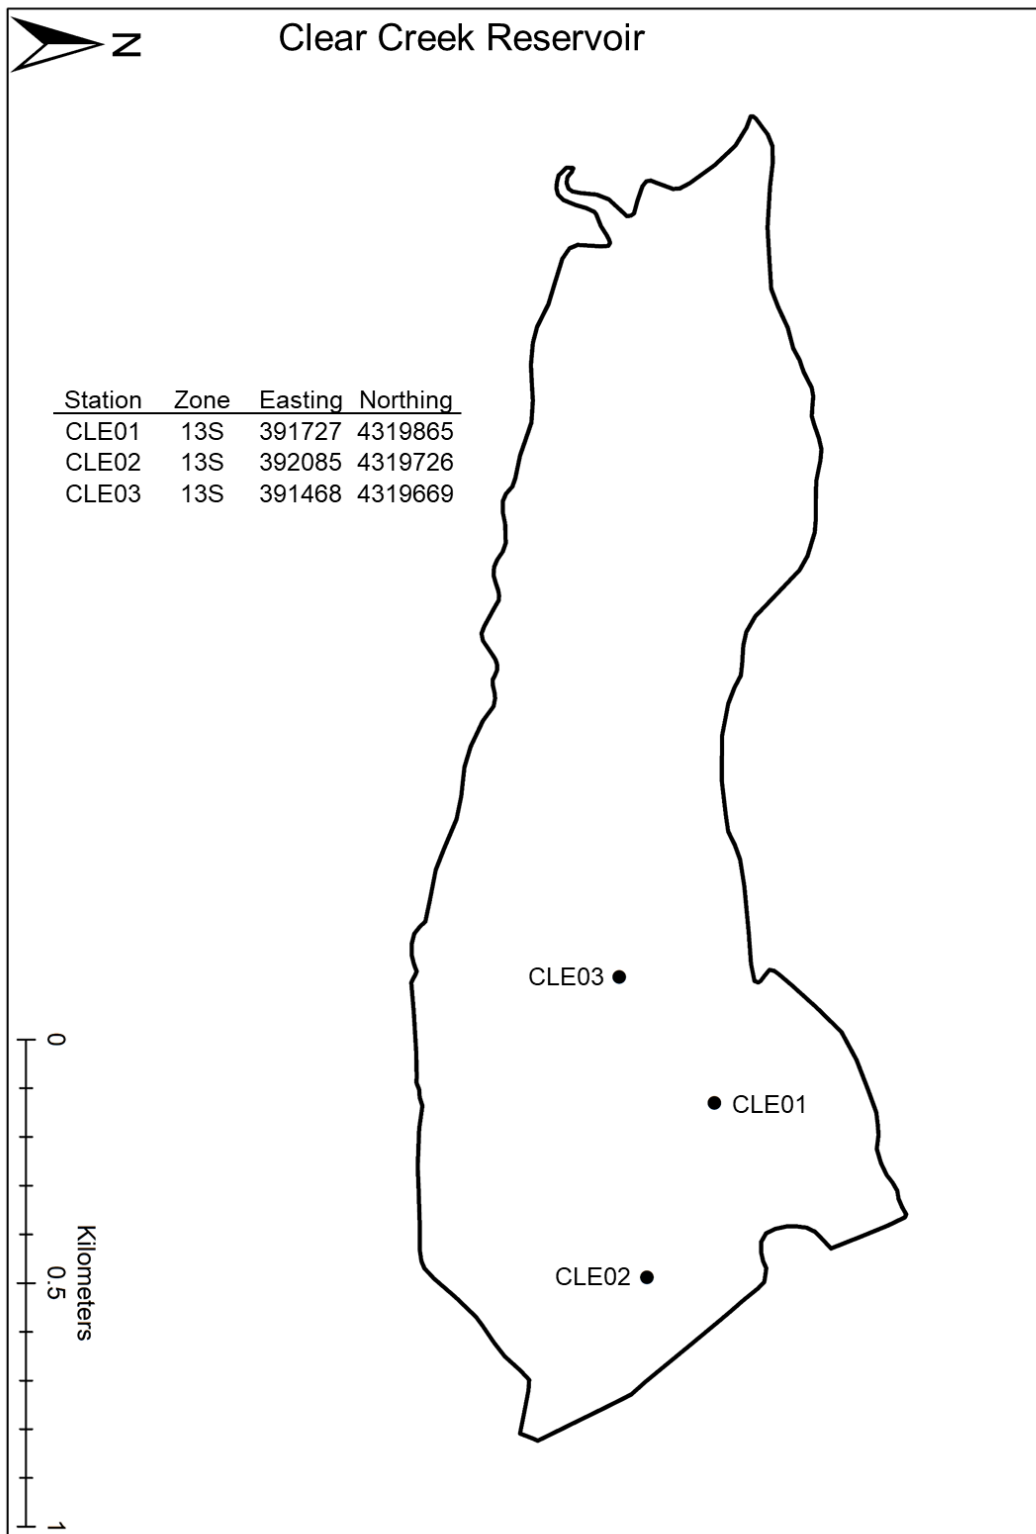 N
Clear Creek Reservoir
Station Zone Easting Northing
CLE01 13S 391727 4319865
CLE02 13S 392085 4319726
CLE03 13S 391468 4319669
CLE03
CLE01
CLE02
0
0.5
1
Kilometers